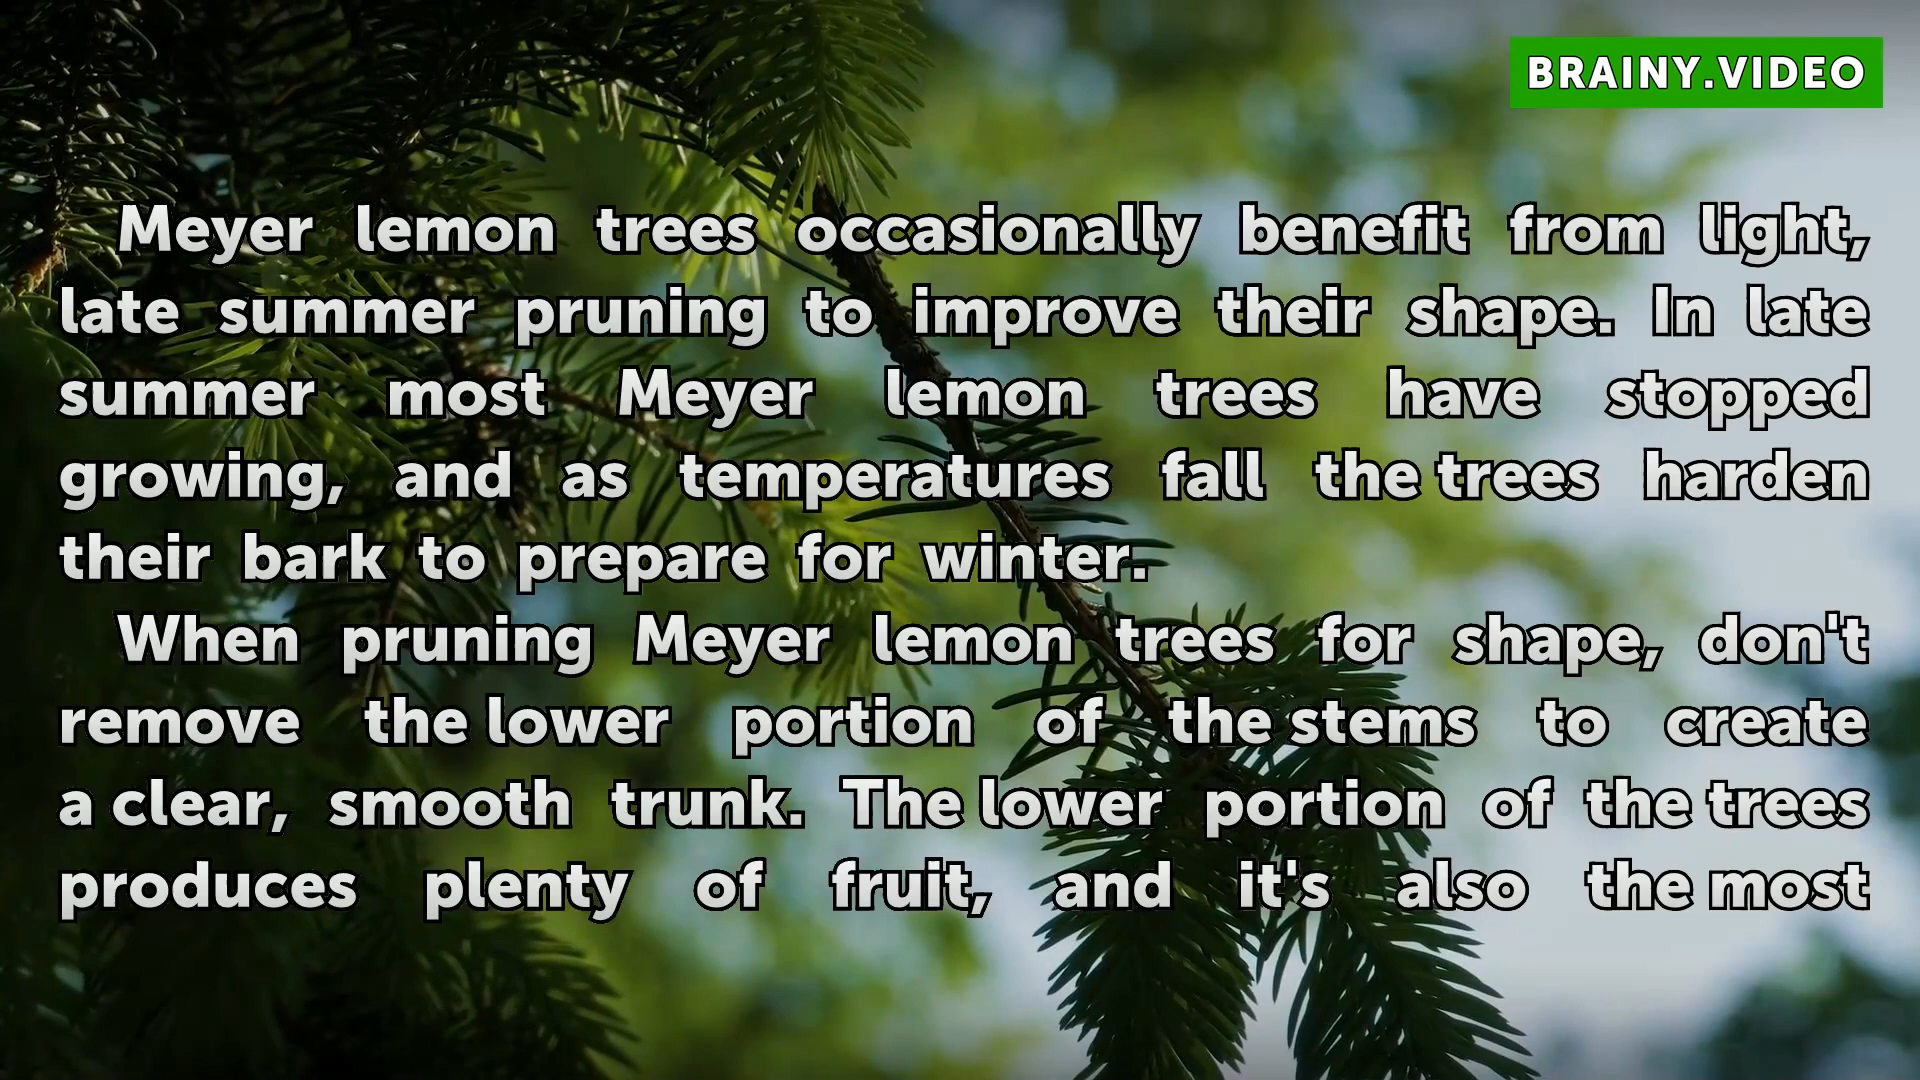 BRAINY.VIDEO
Meyer lemon trees occasionally benefit from light,
late summer pruning to improve their shape. In late
summer most Meyer lemon trees have stopped
growing, and as temperatures fall the trees harden
their bark to prepare for winter.
When pruning Meyer lemon trees for shape, don't
remove the lower portion of the stems to create
a clear, smooth trunk. The lower portion of the trees
produces plenty of fruit, and it's also the most